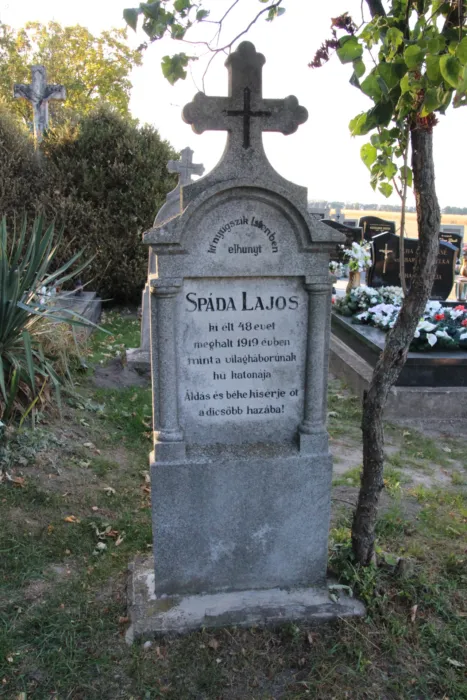 itt nyugszik Istenben
elhunyt
SPÁDA LAJOS
ki élt 48 évet
meghalt 1919 évben
mint a világháborúnak
hű katonája
Áldás és béke kísérje őt
a dicsőbb hazába!